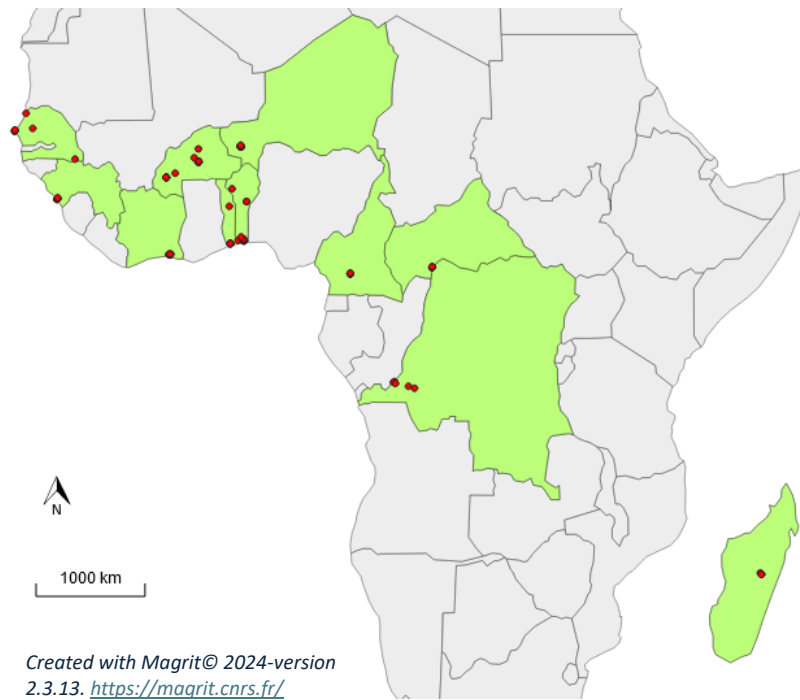 N
1000 km
Created with Magrit© 2024-version
2.3.13. https://magrit.cnrs.fr/